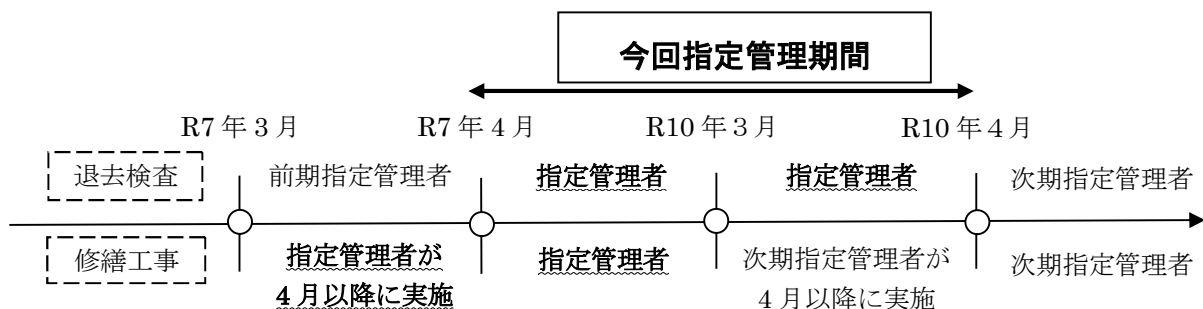 今回指定管理期間
R7年3月 R7年4月 R10年3月 R10年4月
退去検査 前期指定管理者 指定管理者 指定管理者 次期指定管理者
修繕工事 指定管理者が 指定管理者 次期指定管理者が 次期指定管理者
4月以降に実施 4月以降に実施